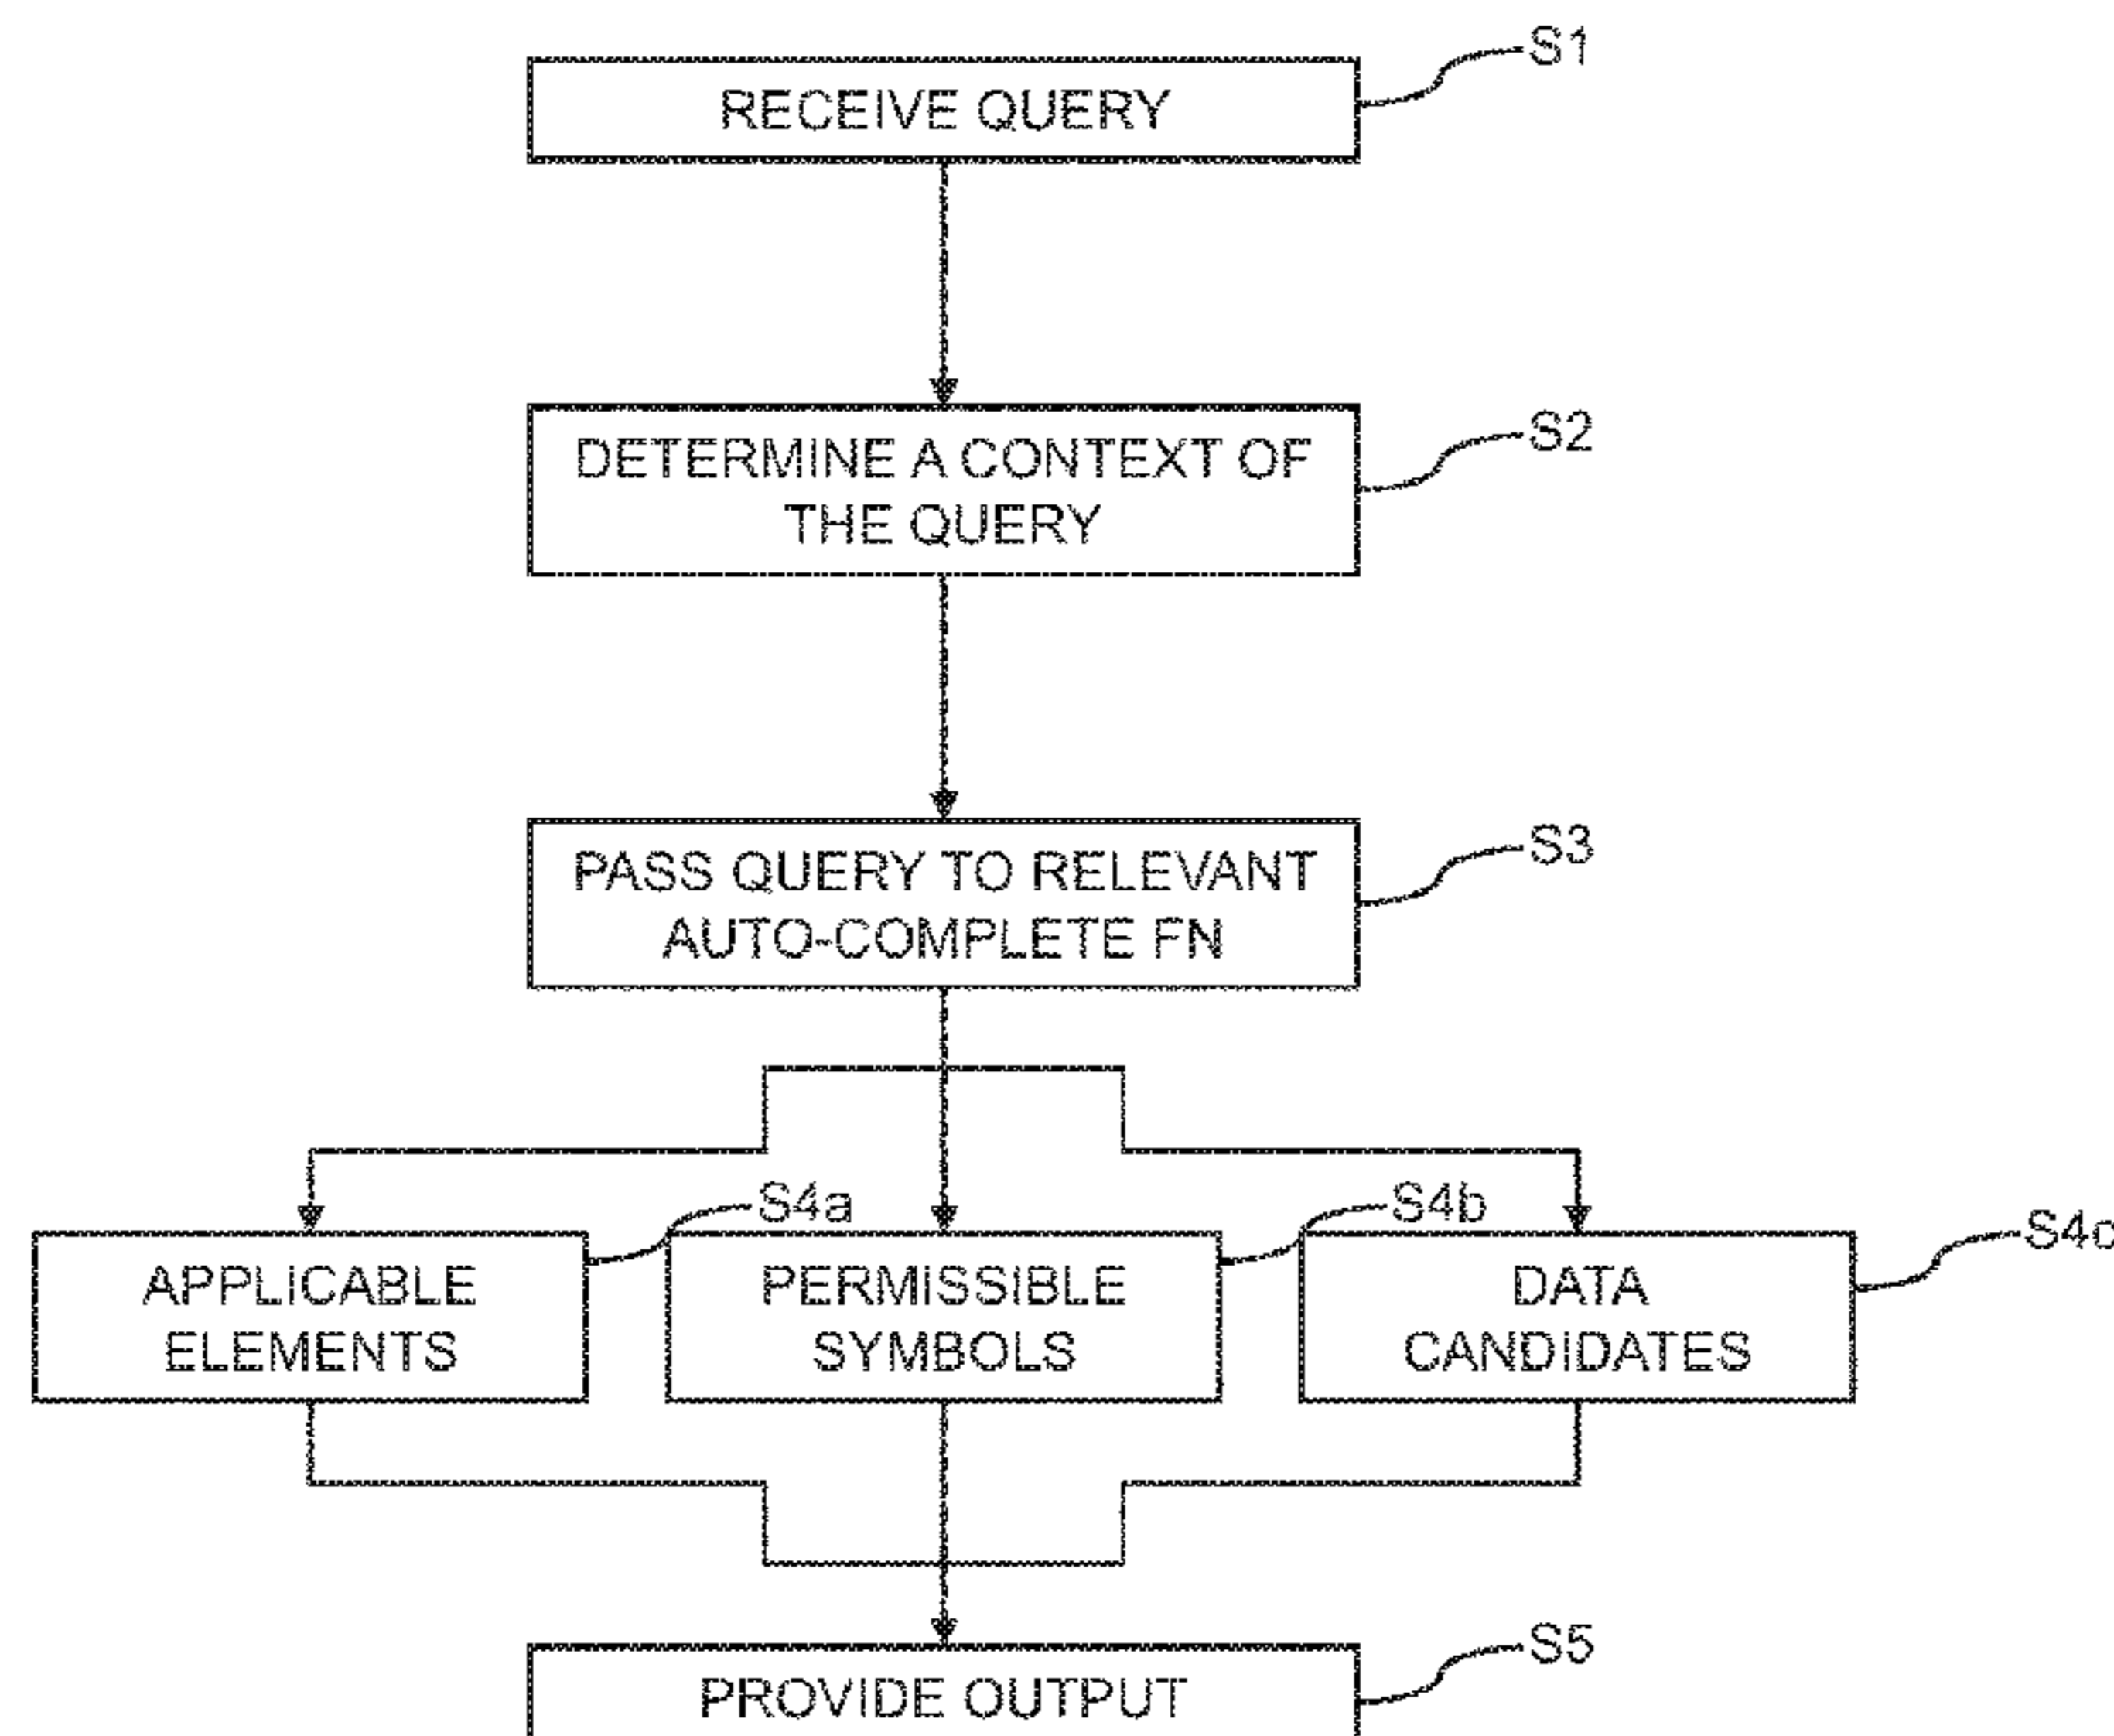 S1
RECEIVE QUERY
S2
DETERMINE A CONTEXT OF
THE QUERY
S3
PASS QUERY TO RELEVANT
AUTO-COMPLETE FN
S4a
S4b
S4c
APPLICABLE
ELEMENTS
PERMISSIBLE
SYMBOLS
DATA
CANDIDATES
S5
PROVIDE OUTPUT